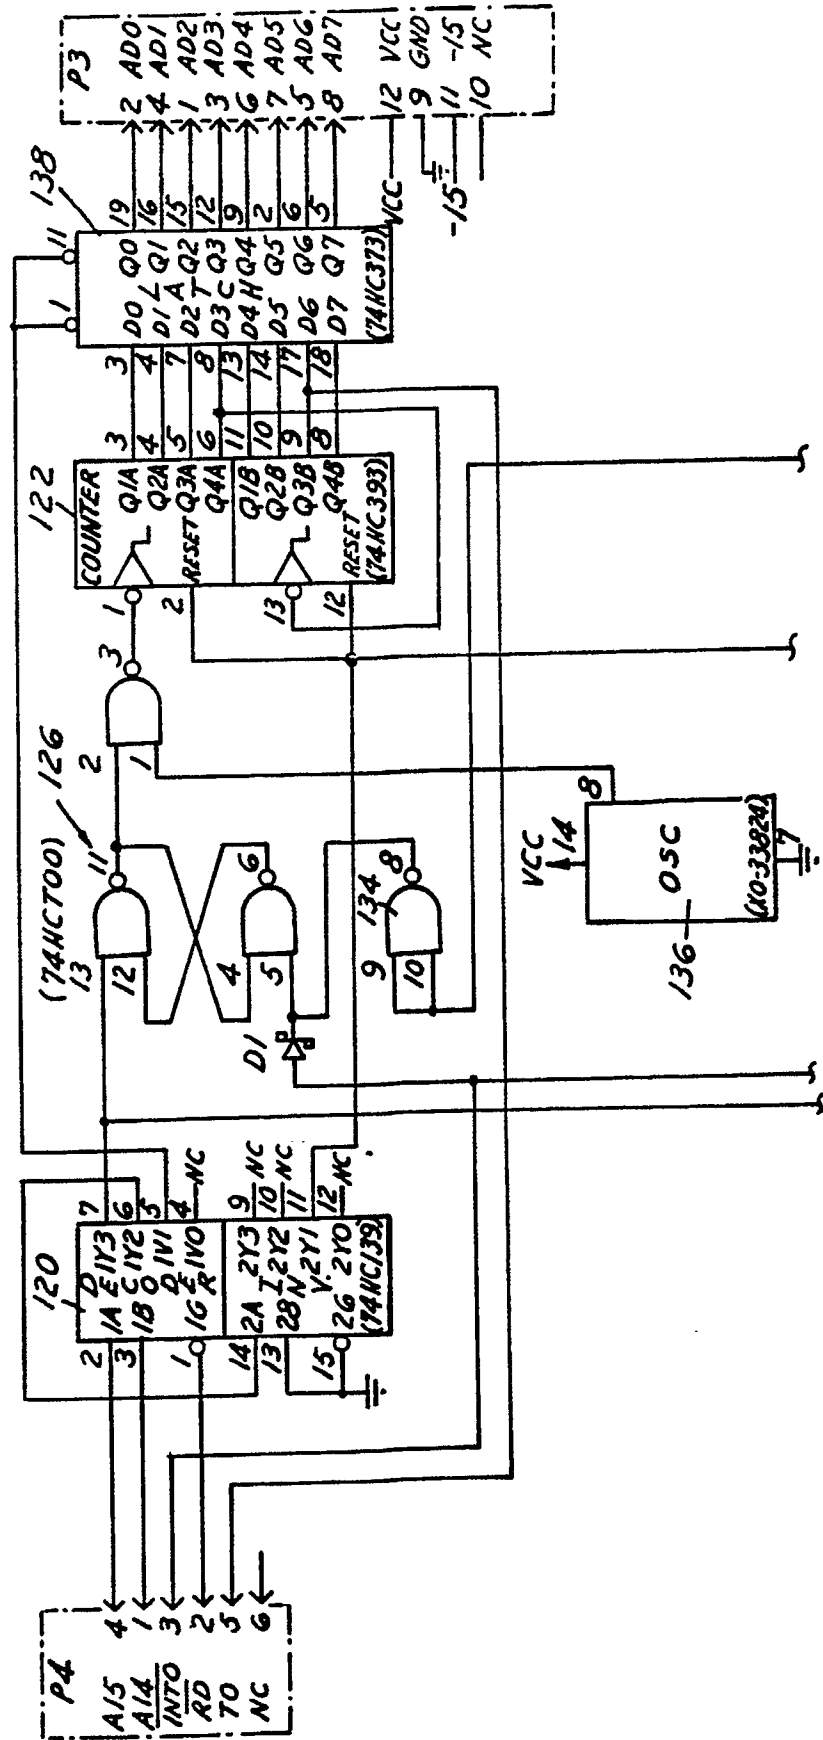 P4
A15 4
A14 1
INTO 3
RD 2
TO 5
NC 6
120
DECODER
2 1A 1Y3 7
3 1B 1Y2 6
1Y1 5
1 1G 1Y0 4 NC
14 2A 2Y3 9 NC
13 2B 2Y2 10 NC
2Y1 11
15 2G 2Y0 12 NC
DIV.
(74HC139)
(74HCT00)
126
13
12
11
4
5
6
D1
9
10
8
134
2
1
3
VCC
14
8
OSC
(XO-33824)
7
136
122
COUNTER
1
Q1A 3
Q2A 4
2 RESET Q3A 5
Q4A 6
Q1B 11
13
Q2B 10
Q3B 9
Q4B 8
12 RESET
(74HC393)
138
1
11
LATCH
3 D0 Q0 19
4 D1 Q1 16
7 D2 Q2 15
8 D3 Q3 12
13 D4 Q4 9
14 D5 Q5 2
17 D6 Q6 6
18 D7 Q7 5
(74HC373)
P3
2 AD0
4 AD1
1 AD2
3 AD3
6 AD4
7 AD5
5 AD6
8 AD7
VCC 12 VCC
9 GND
-15 11 -15
10 NC